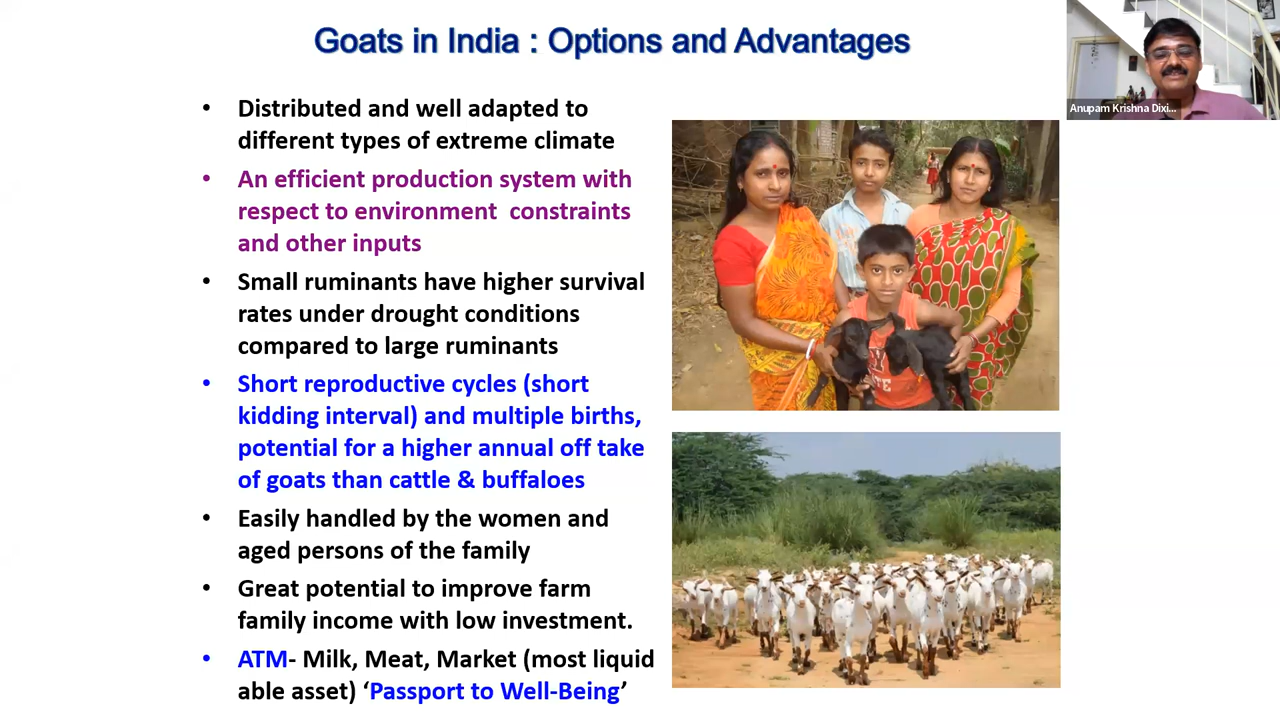 Goats in India : Options and Advantages
• Distributed and well adapted to
different types of extreme climate
• An efficient production system with
respect to environment constraints
and other inputs
• Small ruminants have higher survival
rates under drought conditions
compared to large ruminants
• Short reproductive cycles (short
kidding interval) and multiple births,
potential for a higher annual off take
of goats than cattle & buffaloes
• Easily handled by the women and
aged persons of the family
• Great potential to improve farm
family income with low investment.
• ATM- Milk, Meat, Market (most liquid
able asset) ‘Passport to Well-Being’
Anupam Krishna Dixi...